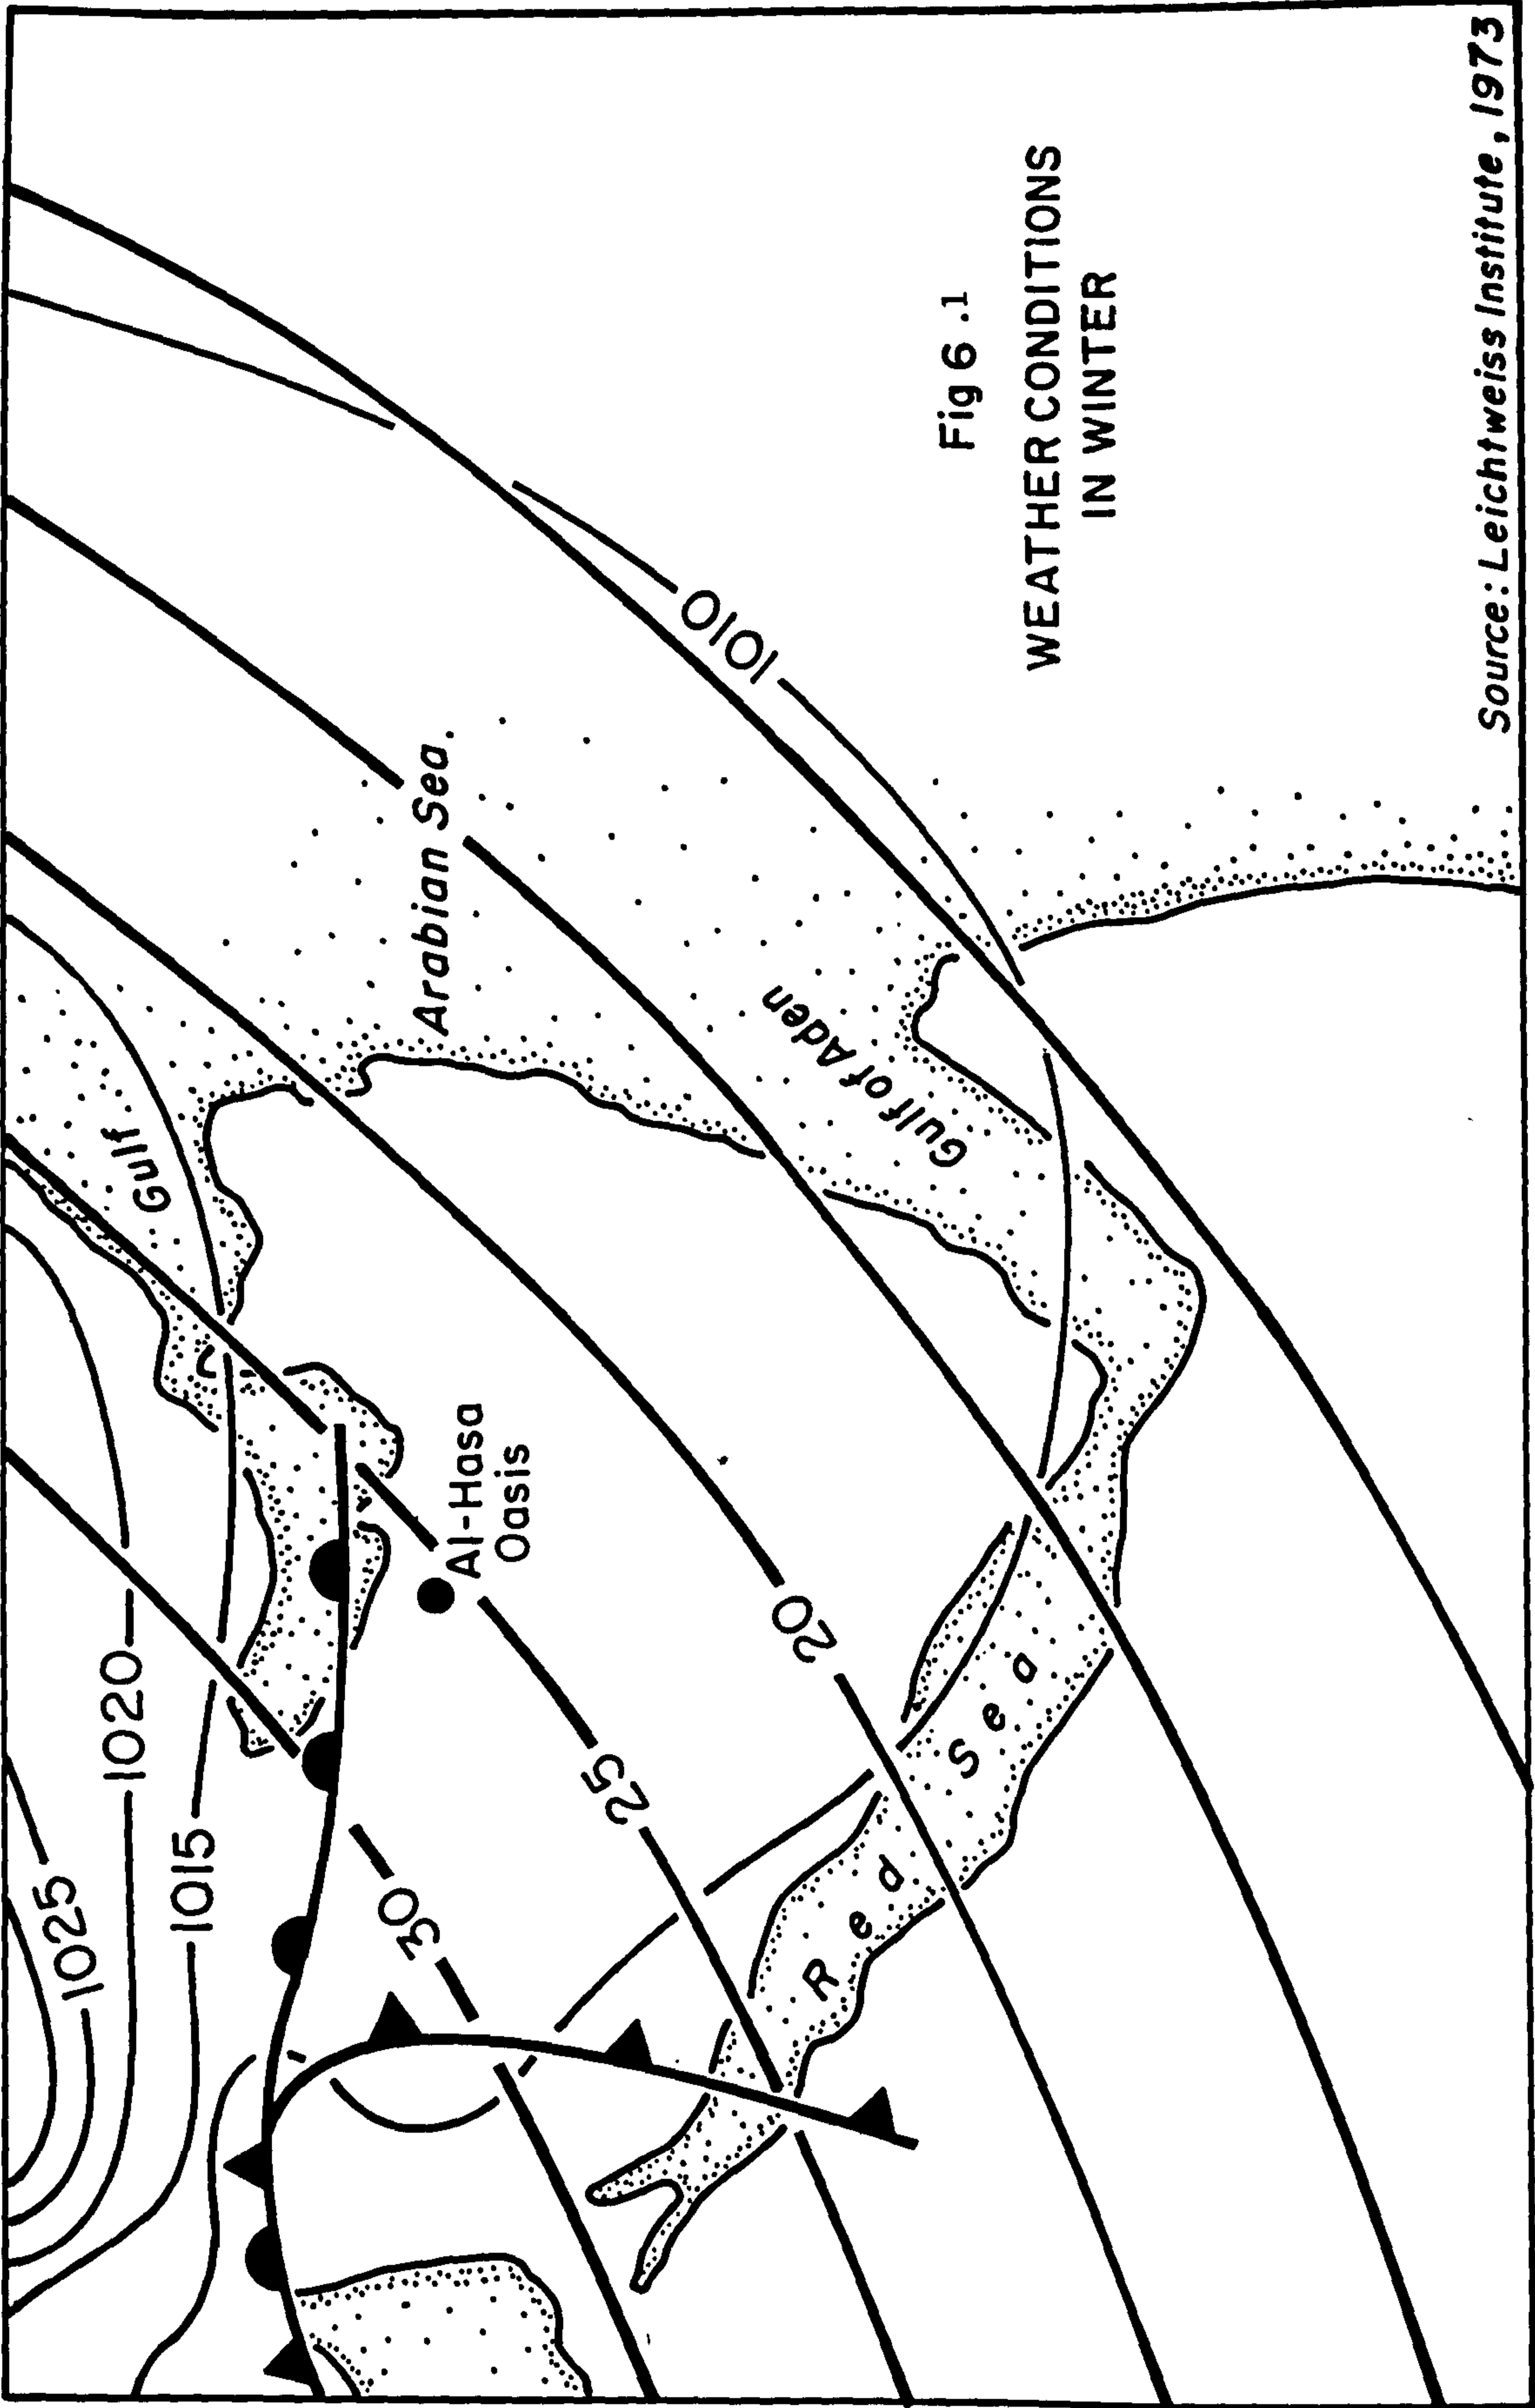 1025
1020
1015
30
25
20
Gulf
Al-Hasa
Oasis
Arabian Sea.
Gulf of Aden
Red Sea
1010
Fig 6.1
WEATHER CONDITIONS
IN WINTER
Source: Leichtweiss Institute, 1973